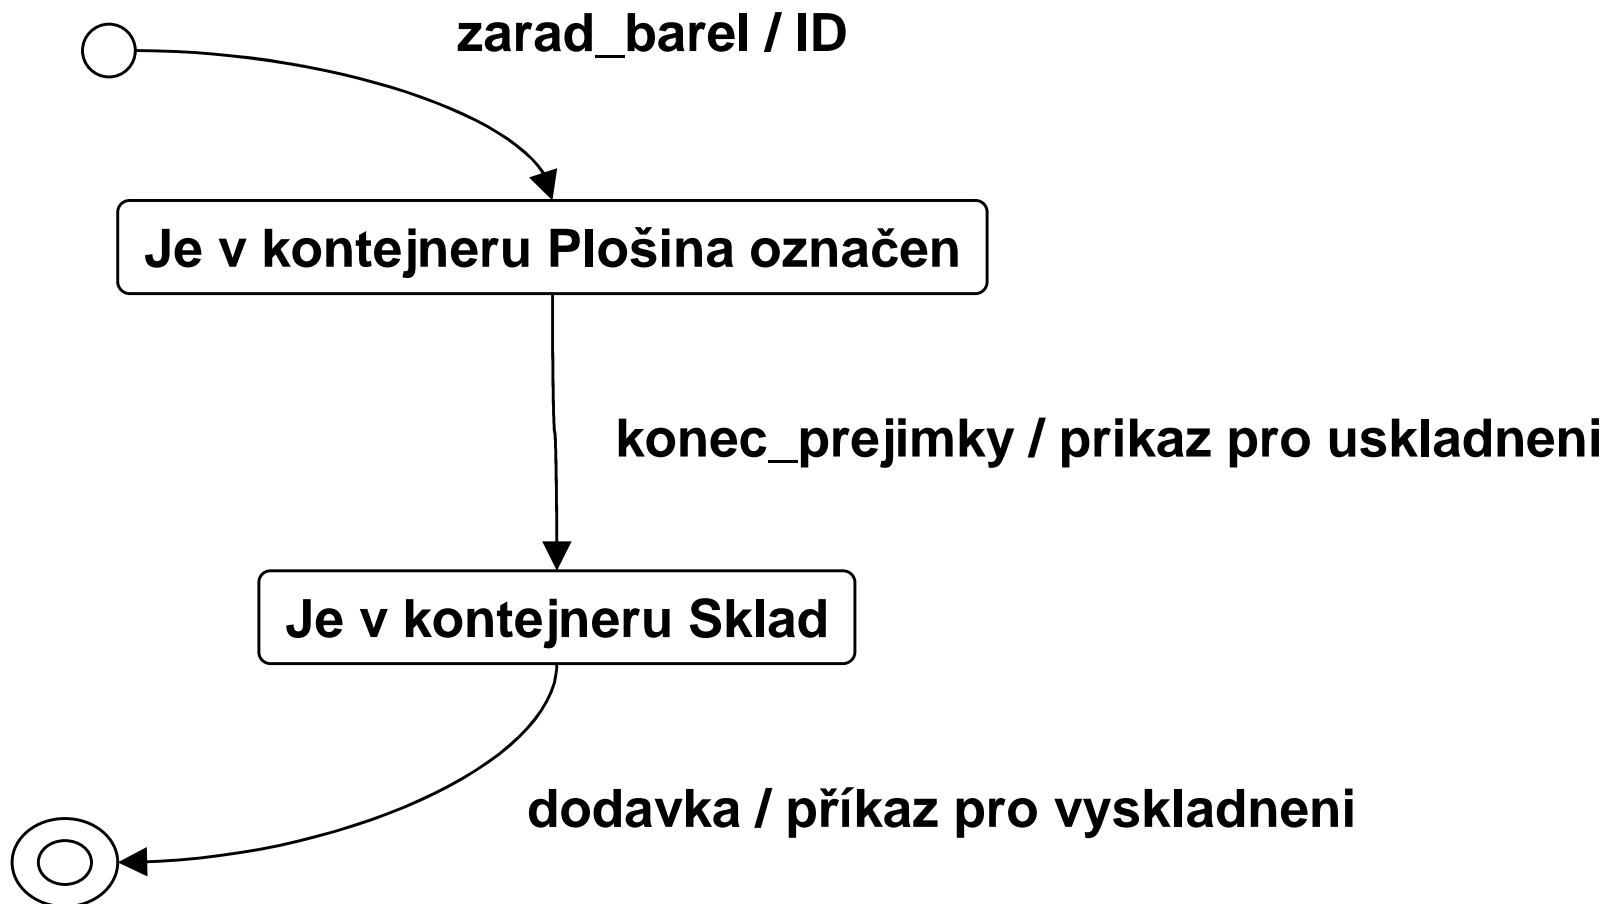 zarad_barel / ID
Je v kontejneru Plošina označen
konec_prejimky / prikaz pro uskladneni
Je v kontejneru Sklad
dodavka / příkaz pro vyskladneni